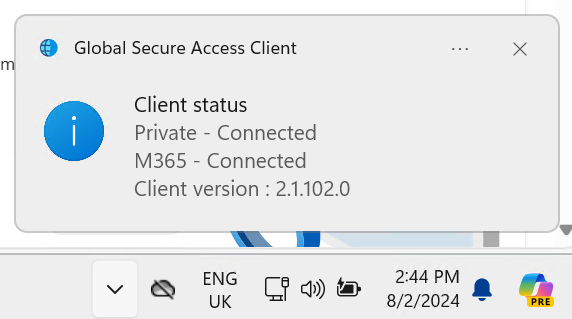 Global Secure Access Client
m
Client status
Private - Connected
M365 - Connected
Client version : 2.1.102.0
ENG
UK
2:44 PM
8/2/2024
PRE